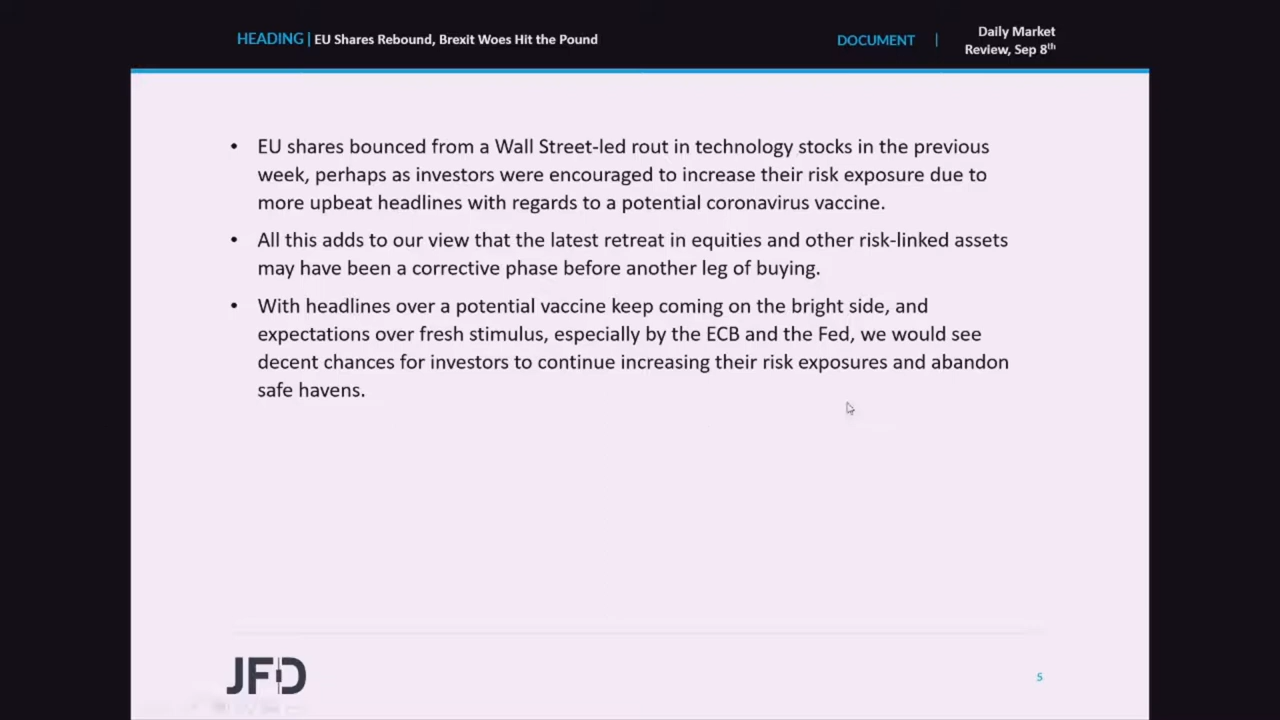 HEADING | EU Shares Rebound, Brexit Woes Hit the Pound
DOCUMENT |
Daily Market
Review, Sep 8th
• EU shares bounced from a Wall Street-led rout in technology stocks in the previous
week, perhaps as investors were encouraged to increase their risk exposure due to
more upbeat headlines with regards to a potential coronavirus vaccine.
• All this adds to our view that the latest retreat in equities and other risk-linked assets
may have been a corrective phase before another leg of buying.
• With headlines over a potential vaccine keep coming on the bright side, and
expectations over fresh stimulus, especially by the ECB and the Fed, we would see
decent chances for investors to continue increasing their risk exposures and abandon
safe havens.
JFD
5